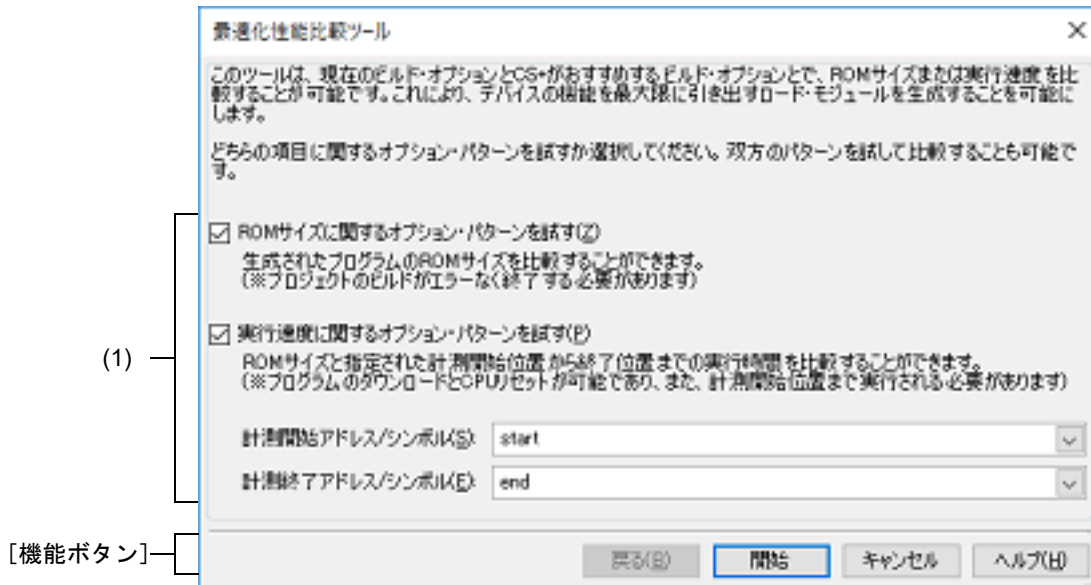 最適化性能比較ツール
このツールは、現在のビルド・オプションとCS+がおすすめするビルド・オプションとで、ROMサイズまたは実行速度を比
較することが可能です。これにより、デバイスの機能を最大限に引き出すロード・モジュールを生成することを可能に
します。
どちらの項目に関するオプション・パターンを試すか選択してください。双方のパターンを試して比較することも可能で
す。
ROMサイズに関するオプション・パターンを試す(Z)
生成されたプログラムのROMサイズを比較することができます。
(※プロジェクトのビルドがエラーなく終了する必要があります)
(1)
実行速度に関するオプション・パターンを試す(P)
ROMサイズと指定された計測開始位置から終了位置までの実行時間を比較することができます。
(※プログラムのダウンロードとCPUリセットが可能であり、また、計測開始位置まで実行される必要があります)
計測開始アドレス/シンボル(S): start
計測終了アドレス/シンボル(E): end
[機能ボタン]
戻る(B) 開始 キャンセル ヘルプ(H)